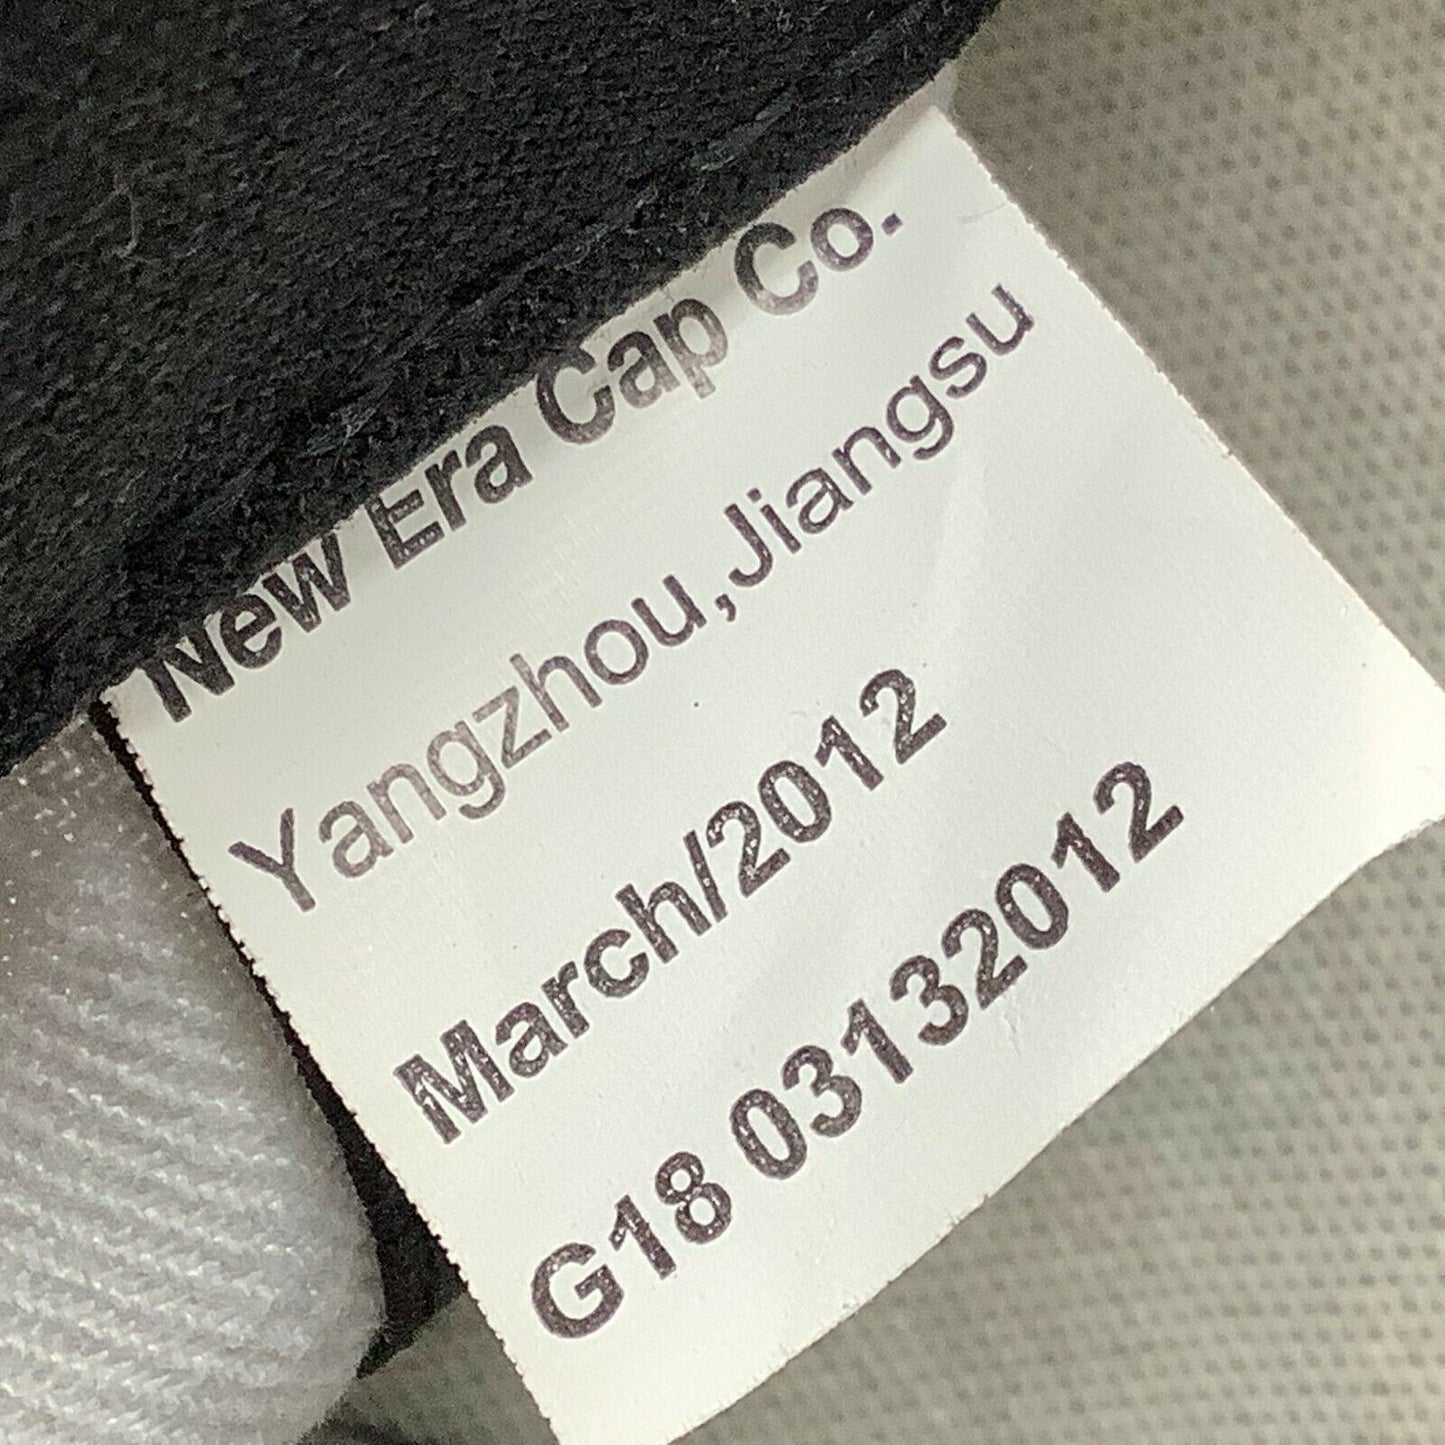 New Era Cap Co.
Yangzhou,Jiangsu
March/2012
G18 03132012